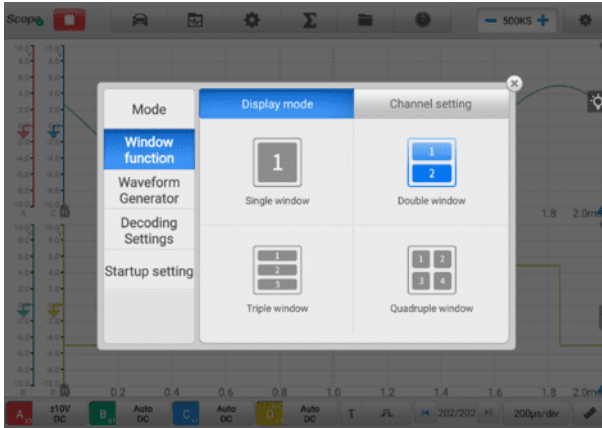 Scope
500KS
Mode
Window
function
Waveform
Generator
Decoding
Settings
Startup setting
Display mode
Channel setting
1
Single window
1
2
Double window
1
2
3
Triple window
1 2
3 4
Quadruple window
A C
1.8 2.0ms
B D
0.2 0.4 0.6 0.8 1.0 1.2 1.4 1.6 1.8 2.0ms
A ±10V
DC
B Auto
DC
C Auto
DC
D Auto
DC
T
202/202
200μs/div